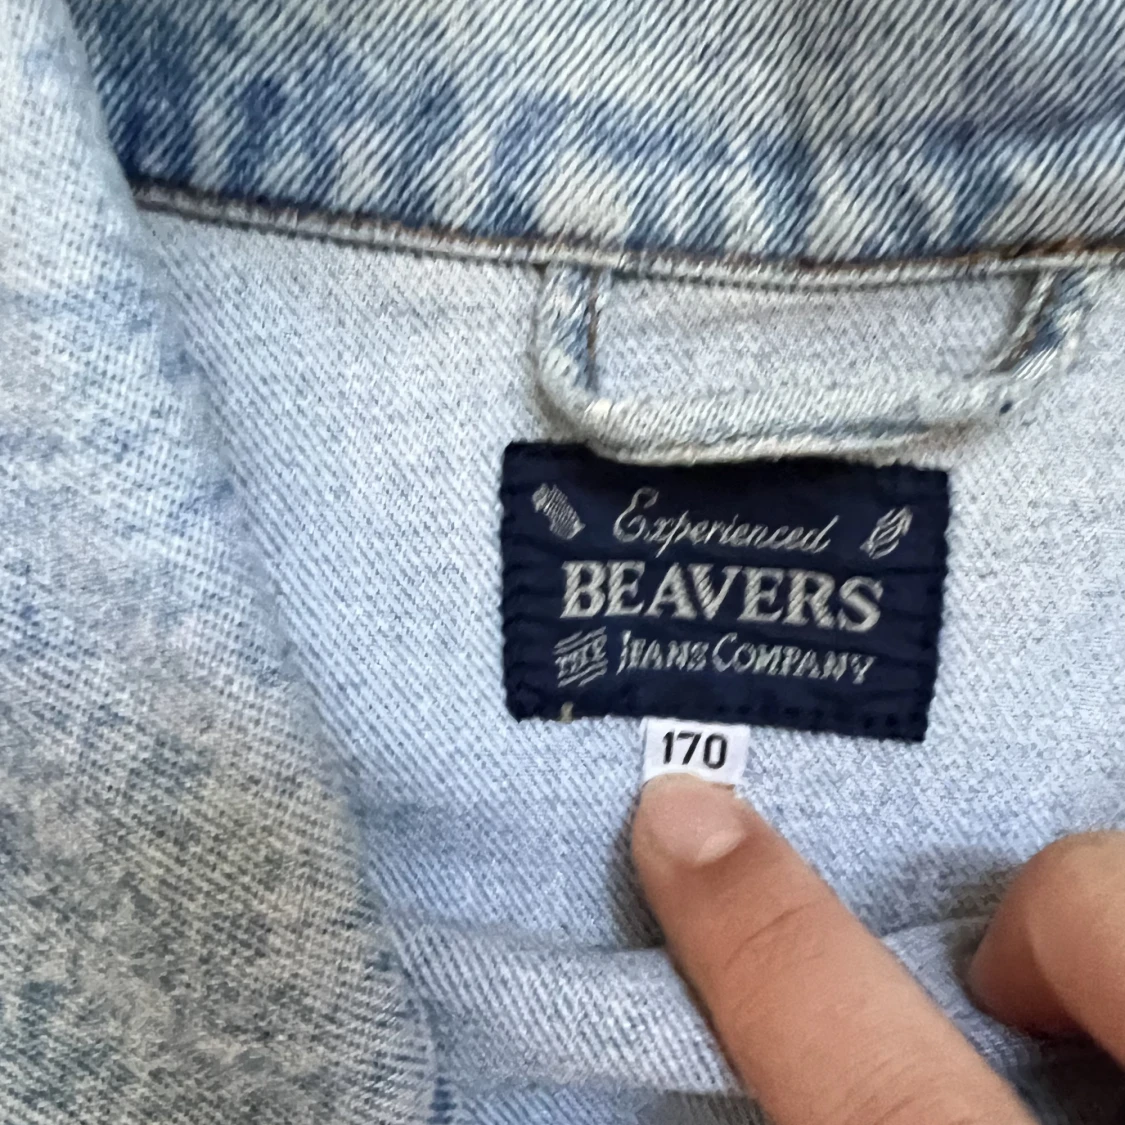 Experienced
BEAVERS
THE JEANS COMPANY
170